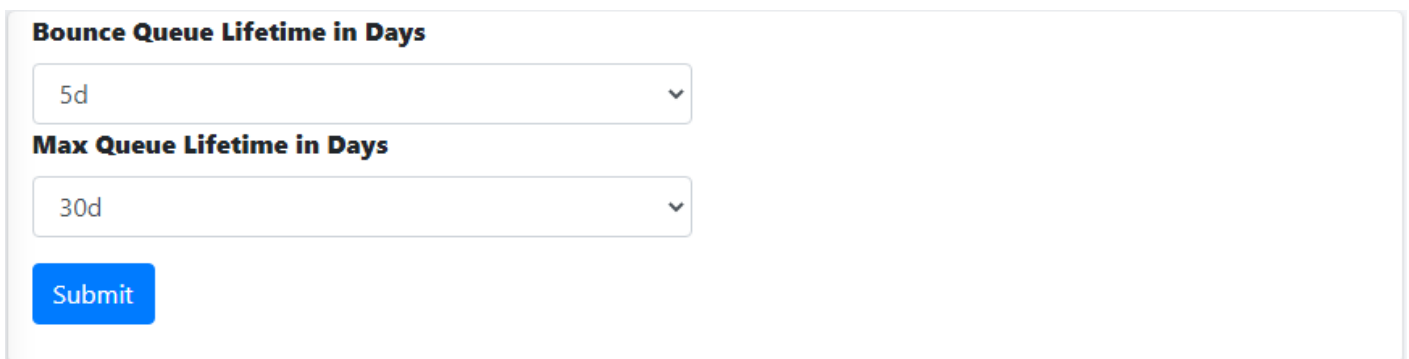 Bounce Queue Lifetime in Days
5d
Max Queue Lifetime in Days
30d
Submit